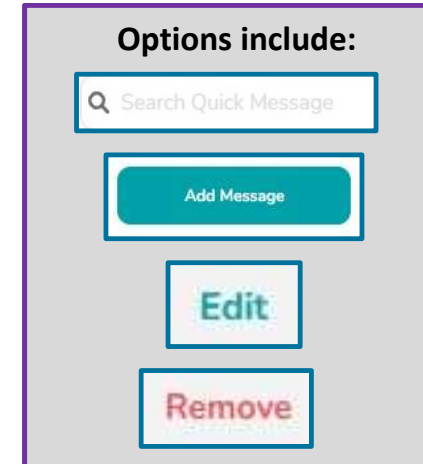 Options include:
Search Quick Message
Add Message
Edit
Remove